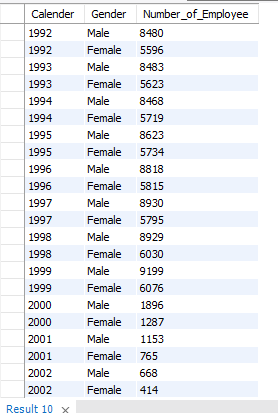 Calender Gender Number_of_Employee
1992 Male 8480
1992 Female 5596
1993 Male 8483
1993 Female 5623
1994 Male 8468
1994 Female 5719
1995 Male 8623
1995 Female 5734
1996 Male 8818
1996 Female 5815
1997 Male 8930
1997 Female 5795
1998 Male 8929
1998 Female 6030
1999 Male 9199
1999 Female 6076
2000 Male 1896
2000 Female 1287
2001 Male 1153
2001 Female 765
2002 Male 668
2002 Female 414
Result 10 ×